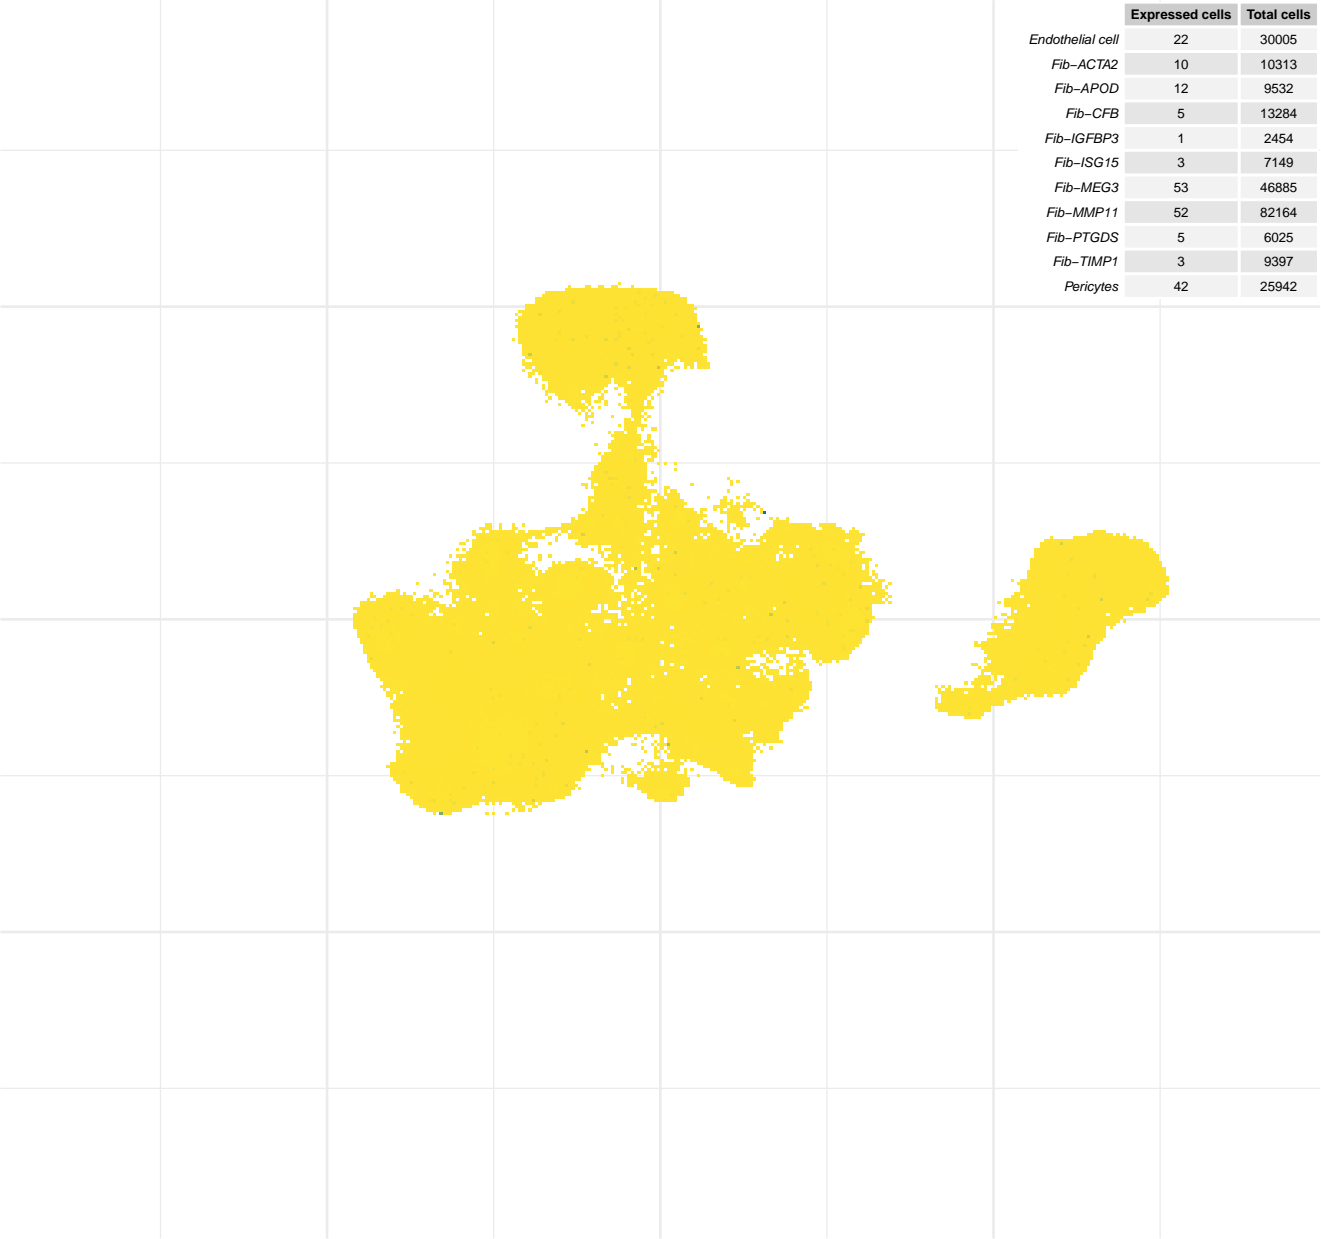 Expressed cells Total cells
Endothelial cell 22 30005
Fib−ACTA2 10 10313
Fib−APOD 12 9532
Fib−CFB 5 13284
Fib−IGFBP3 1 2454
Fib−ISG15 3 7149
Fib−MEG3 53 46885
Fib−MMP11 52 82164
Fib−PTGDS 5 6025
Fib−TIMP1 3 9397
Pericytes 42 25942